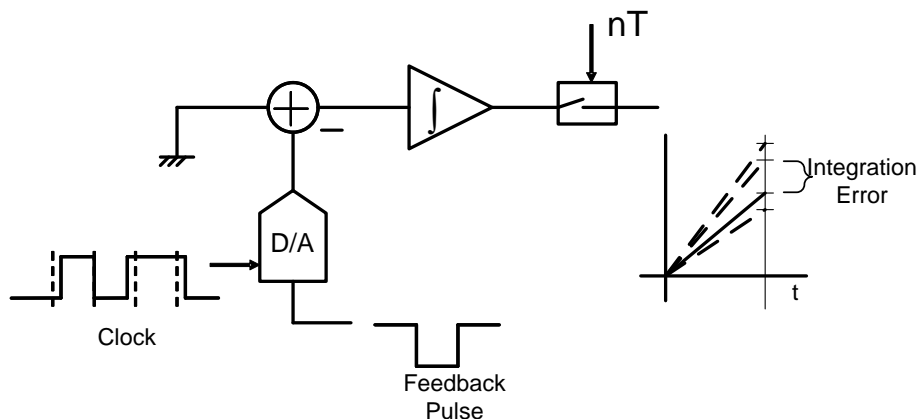 nT
∫
Integration
Error
D/A
t
Clock
Feedback
Pulse